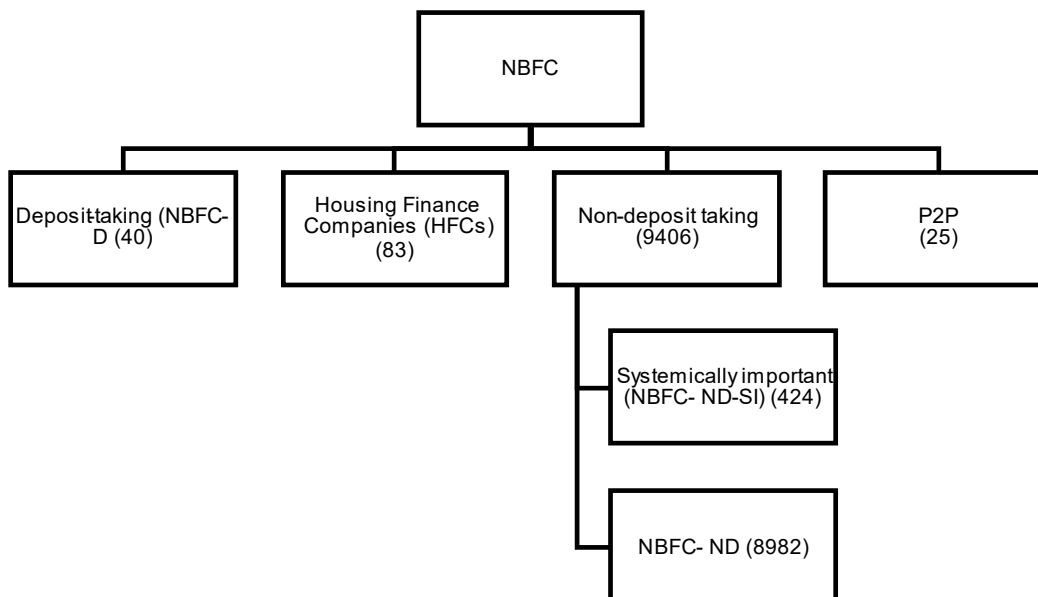 NBFC
Deposit-taking (NBFC-
D (40)
Housing Finance
Companies (HFCs)
(83)
Non-deposit taking
(9406)
P2P
(25)
Systemically important
(NBFC- ND-SI) (424)
NBFC- ND (8982)